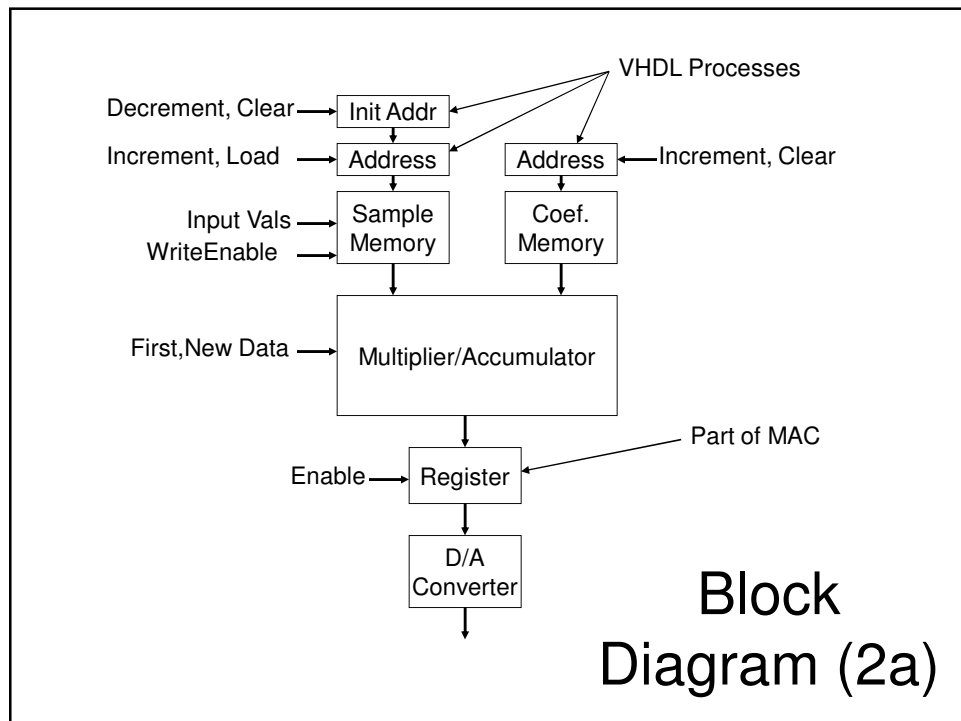 VHDL Processes
Decrement, Clear
Init Addr
Increment, Load
Address
Address
Increment, Clear
Input Vals
WriteEnable
Sample
Memory
Coef.
Memory
First,New Data
Multiplier/Accumulator
Part of MAC
Enable
Register
D/A
Converter
Block
Diagram (2a)